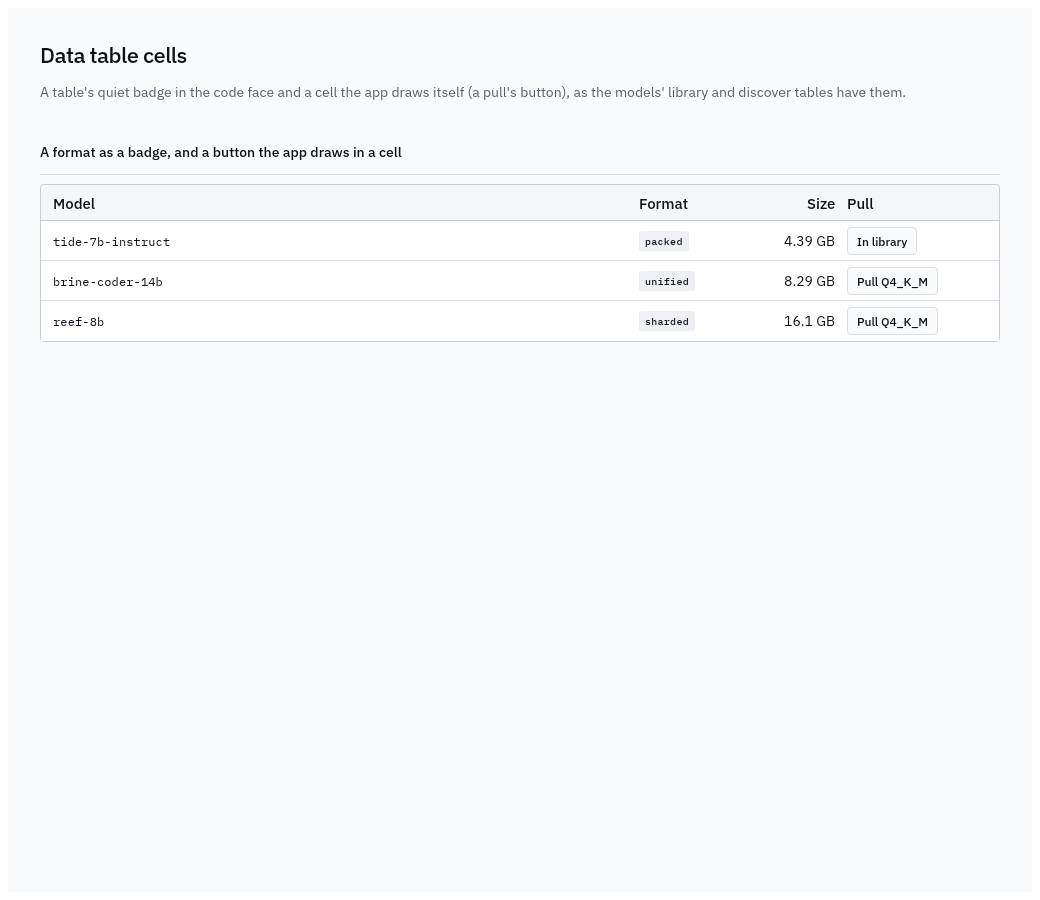 Data table cells
A table's quiet badge in the code face and a cell the app draws itself (a pull's button), as the models' library and discover tables have them.
A format as a badge, and a button the app draws in a cell
Model Format Size Pull
tide-7b-instruct packed 4.39 GB In library
brine-coder-14b unified 8.29 GB Pull Q4_K_M
reef-8b sharded 16.1 GB Pull Q4_K_M